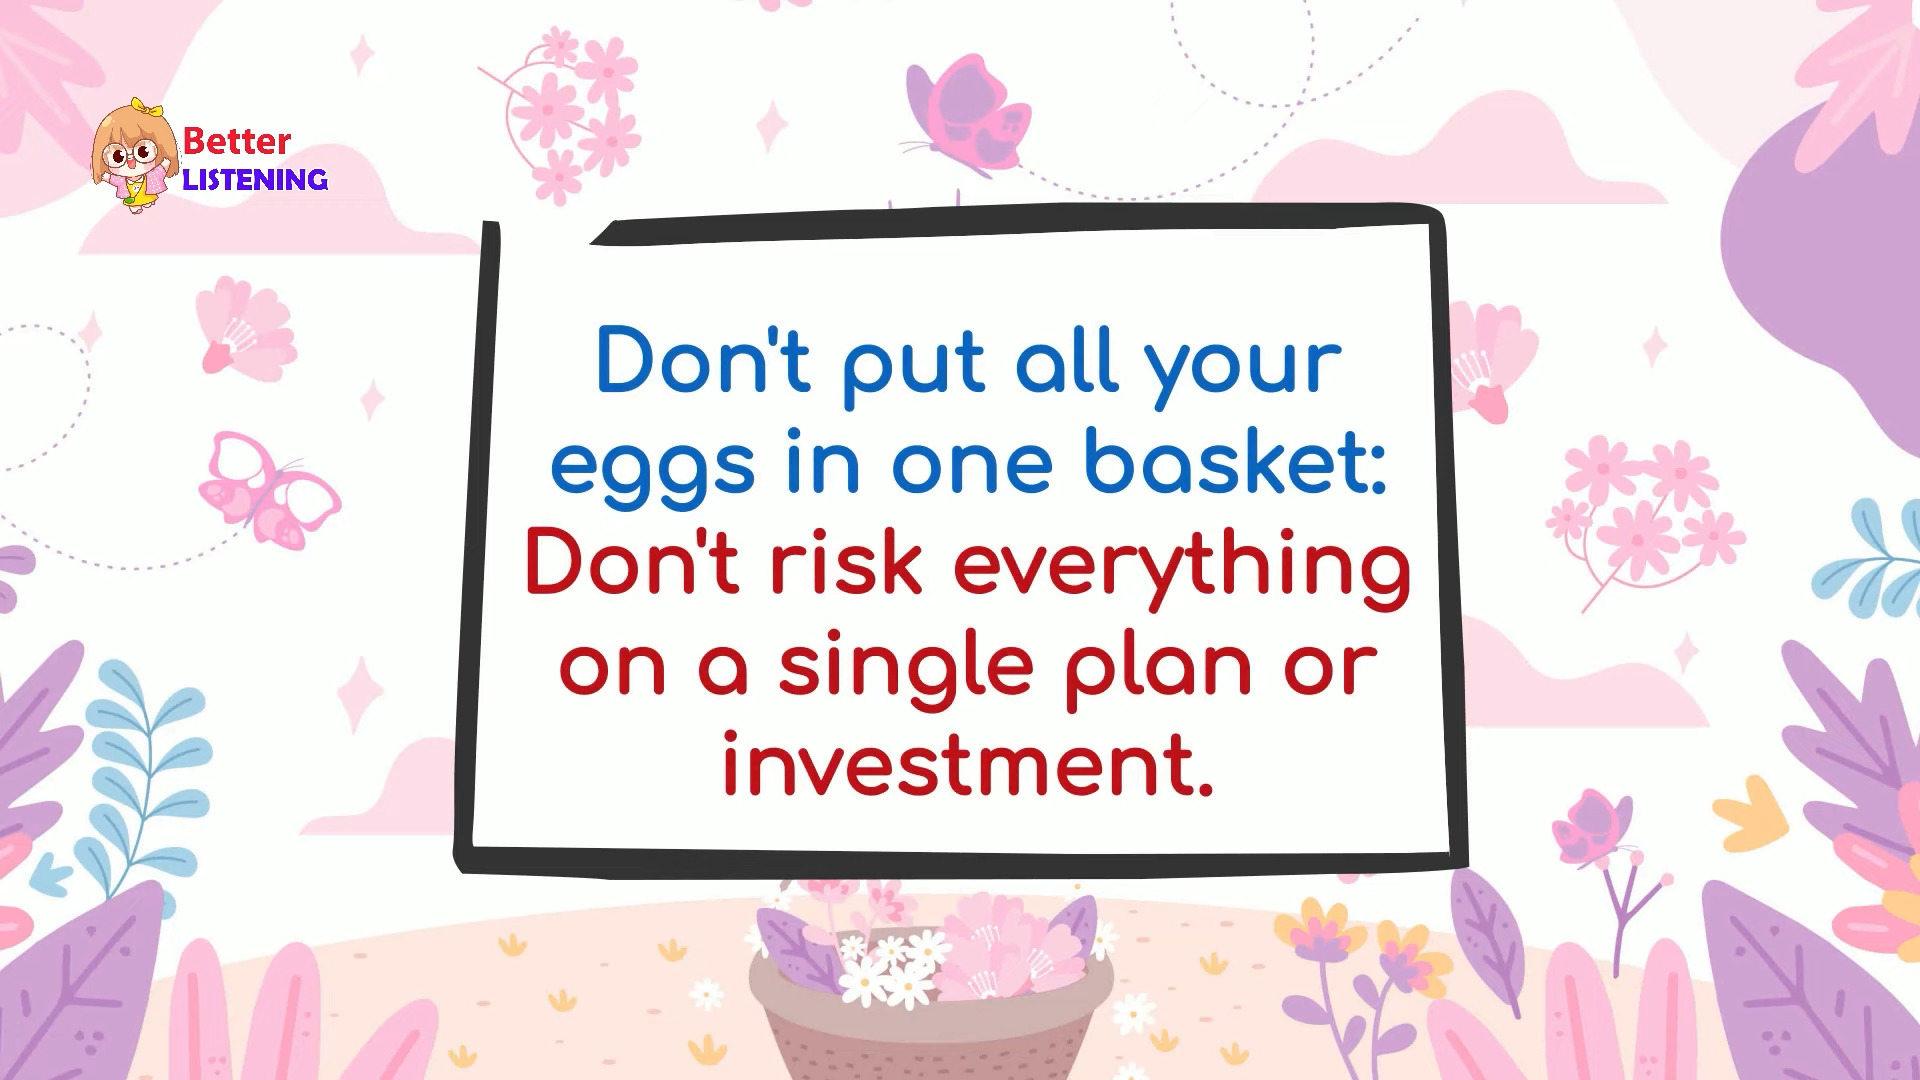 Better
LISTENING
Don't put all your
eggs in one basket:
Don't risk everything
on a single plan or
investment.